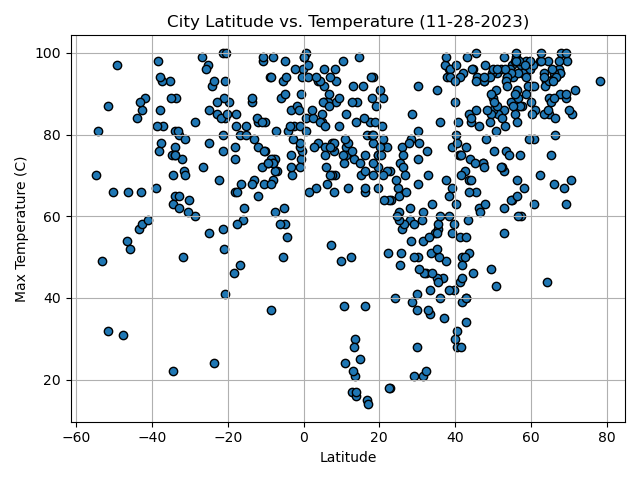 City Latitude vs. Temperature (11-28-2023)
Max Temperature (C)
100
80
60
40
20
−60 −40 −20 0 20 40 60 80
Latitude